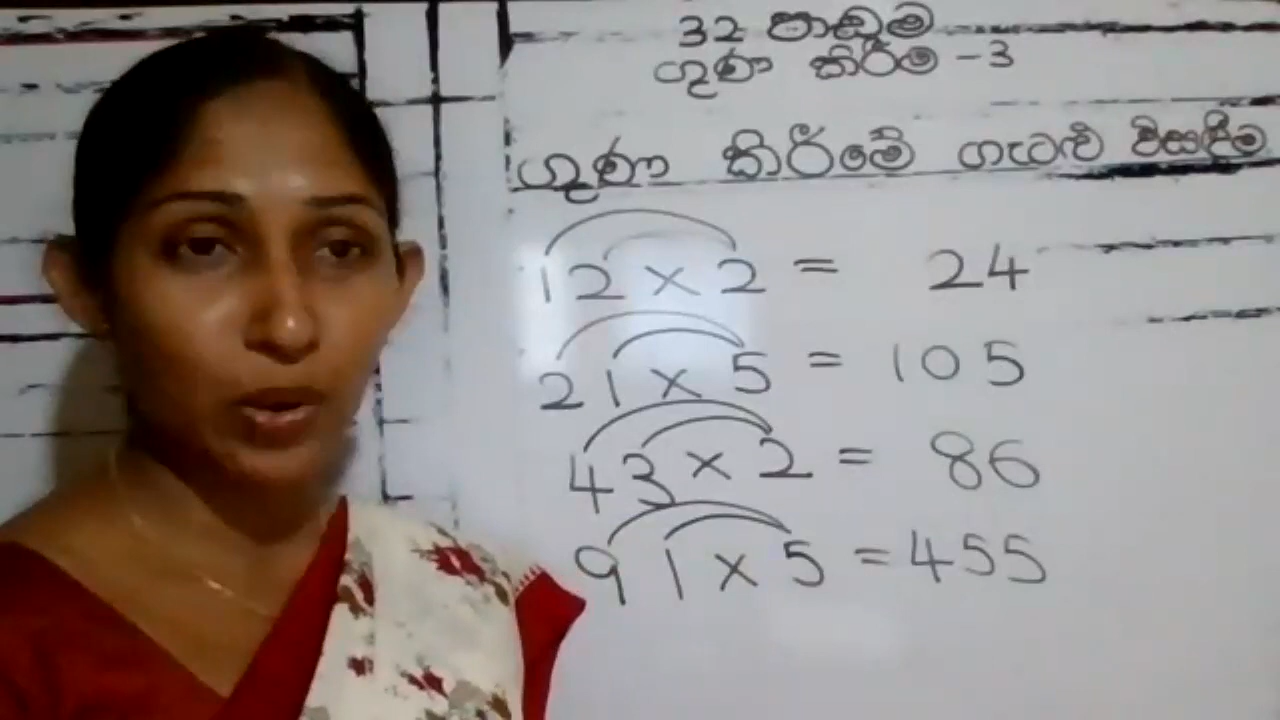 32 පාඩම
ගුණ කිරීම -3
ගුණ කිරීමේ ගැටළු විසඳීම
12 × 2 = 24
21 × 5 = 105
43 × 2 = 86
91 × 5 = 455